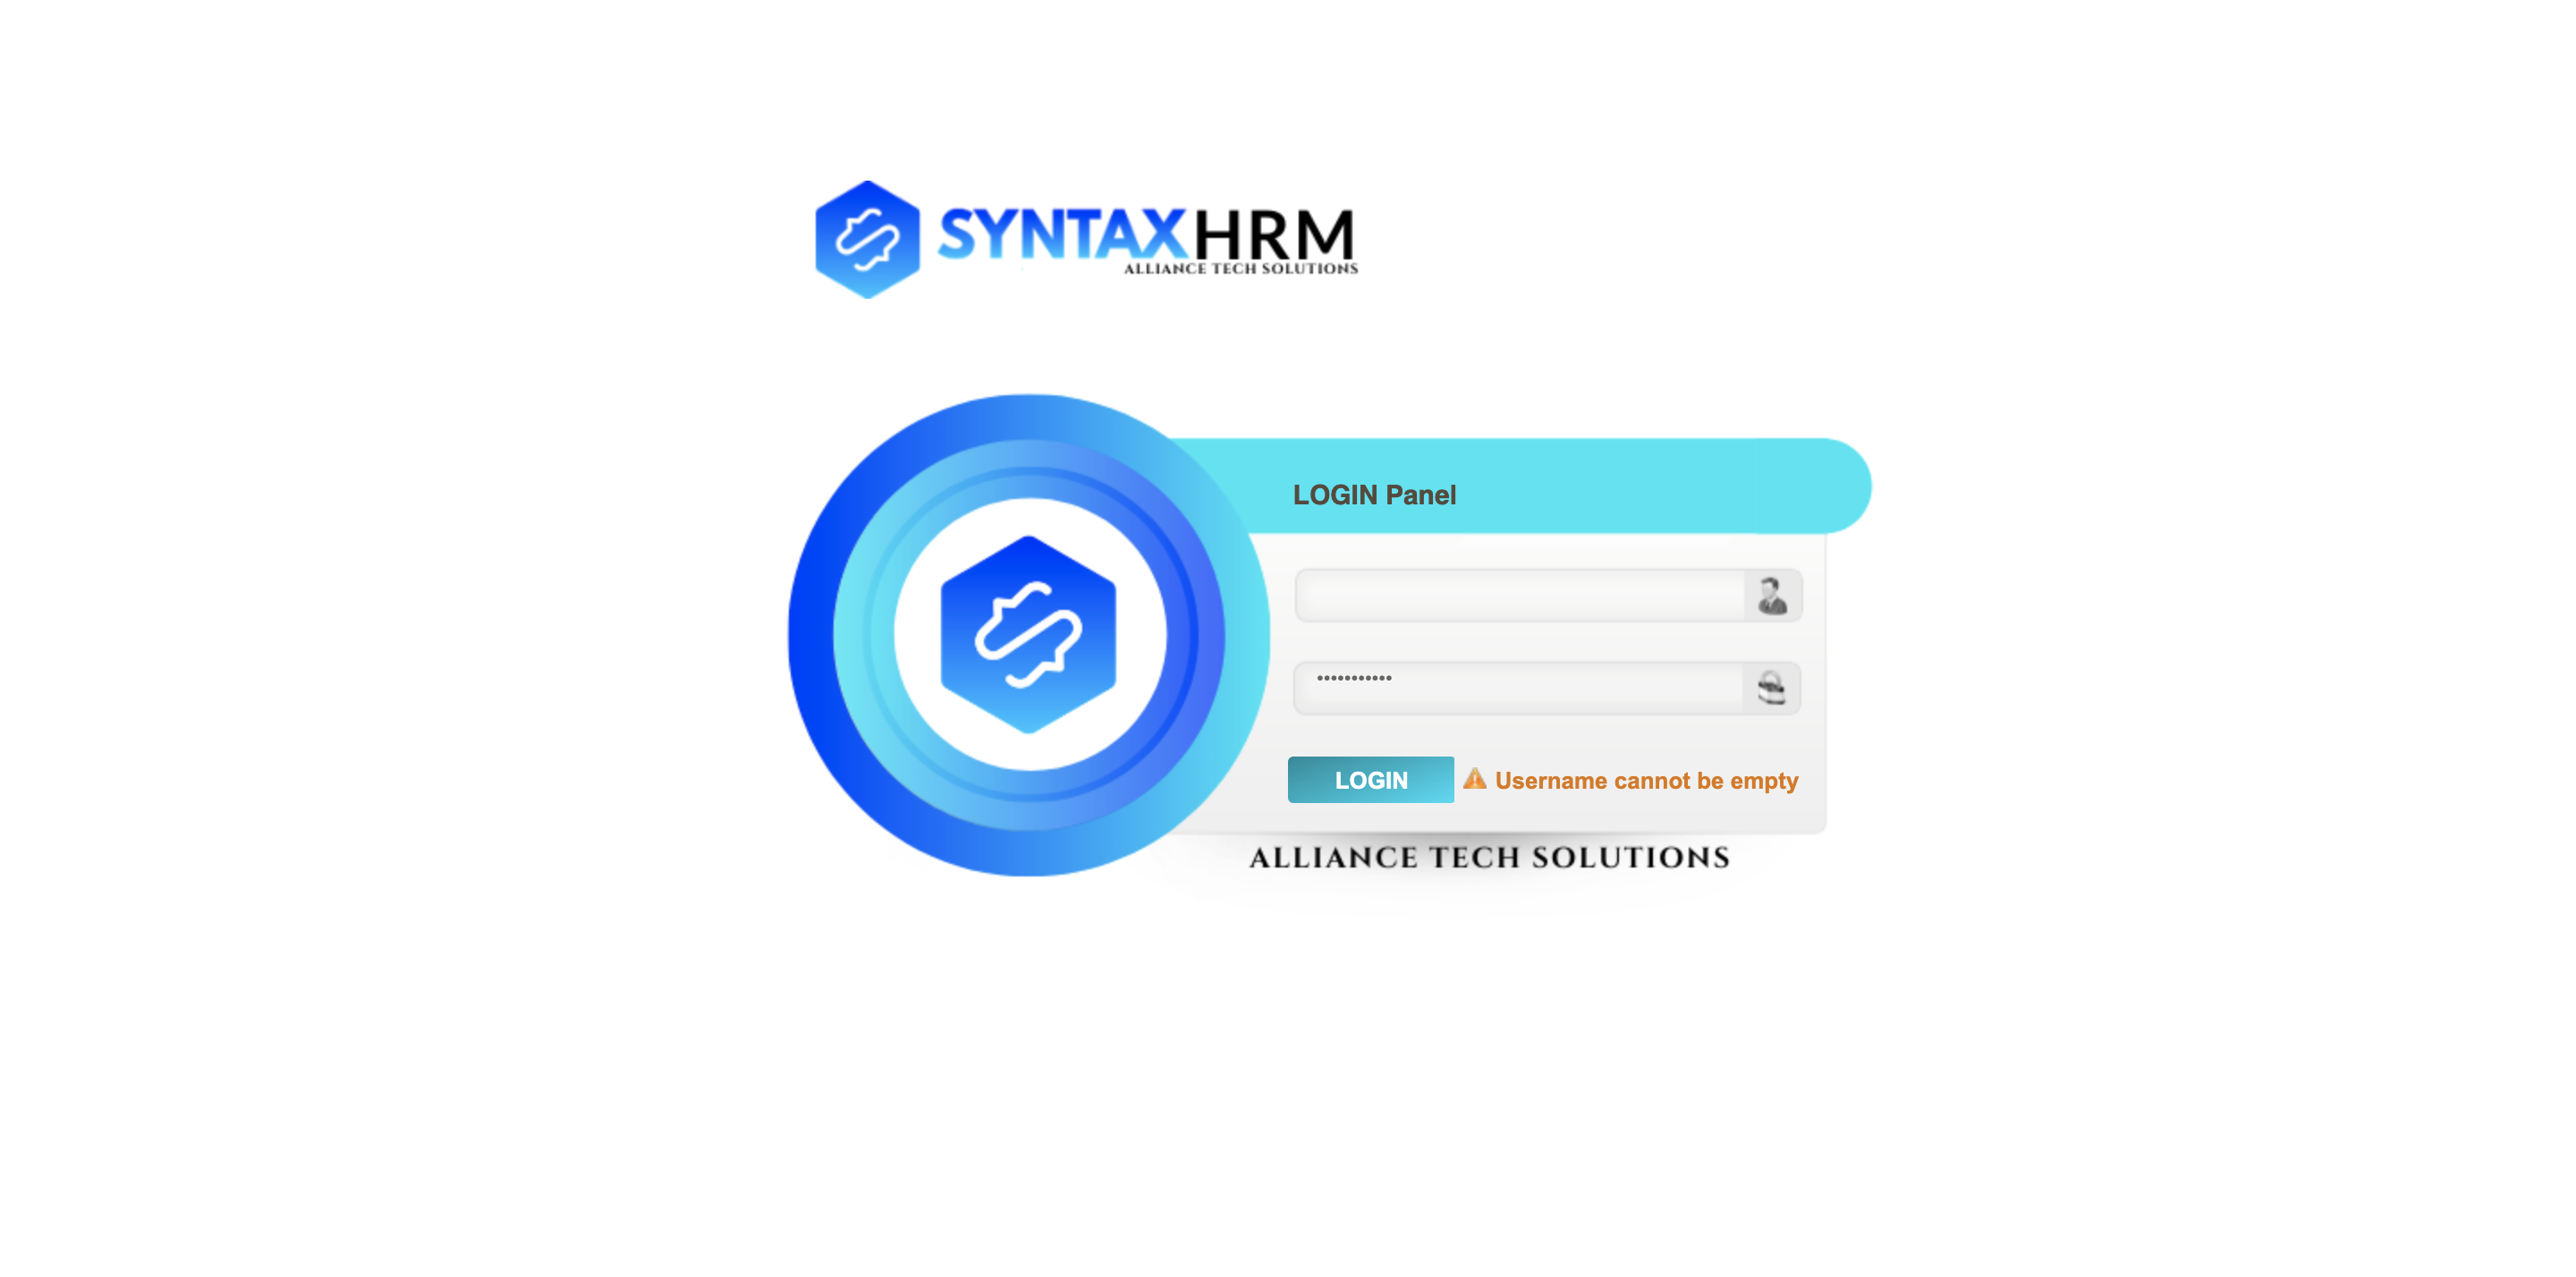 SYNTAXHRM
ALLIANCE TECH SOLUTIONS
LOGIN Panel
•••••••••••
LOGIN
Username cannot be empty
ALLIANCE TECH SOLUTIONS